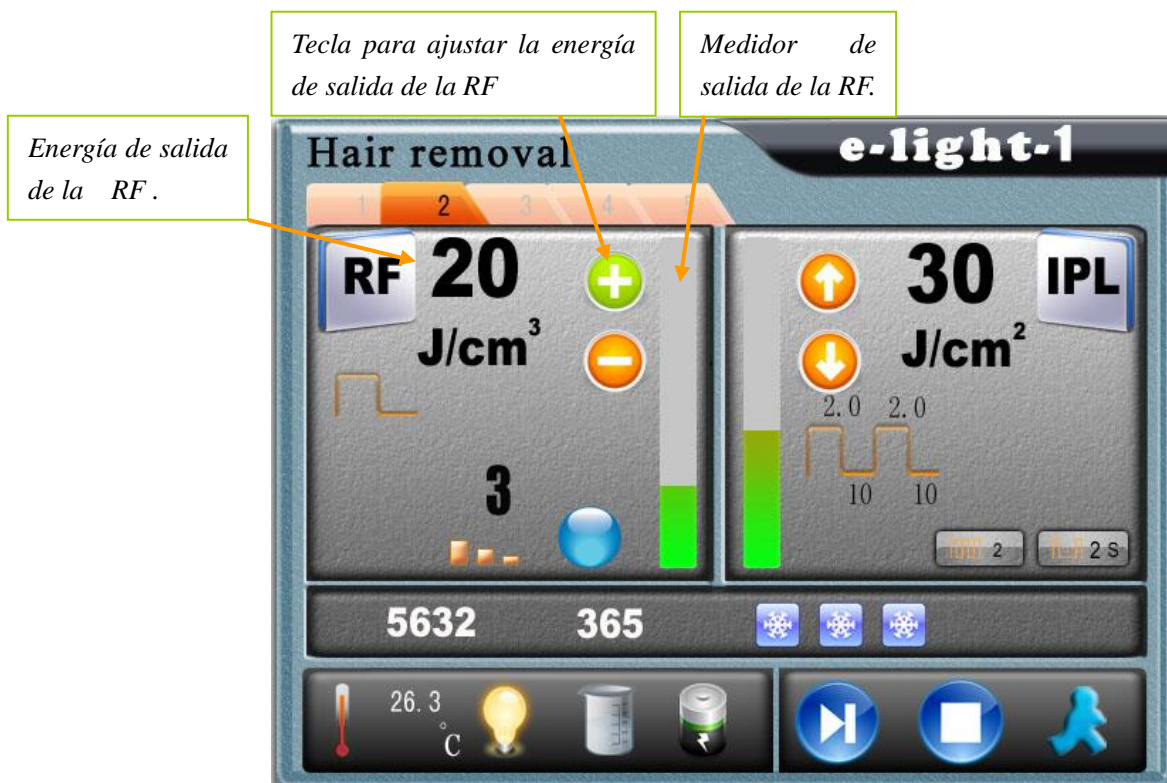 Tecla para ajustar la energía
de salida de la RF
Medidor de
salida de la RF.
Energía de salida
de la RF .
Hair removal
e-light-1
1 2 3 4 5
RF 20
J/cm³
30 IPL
J/cm²
2.0 2.0
10 10
3
2
2 S
5632 365
26.3
°C